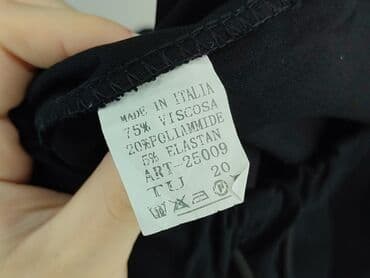 MADE IN ITALIA
75% VISCOSA
20%POLIAMMIDE
5% ELASTAN
ART-25009
TU 20